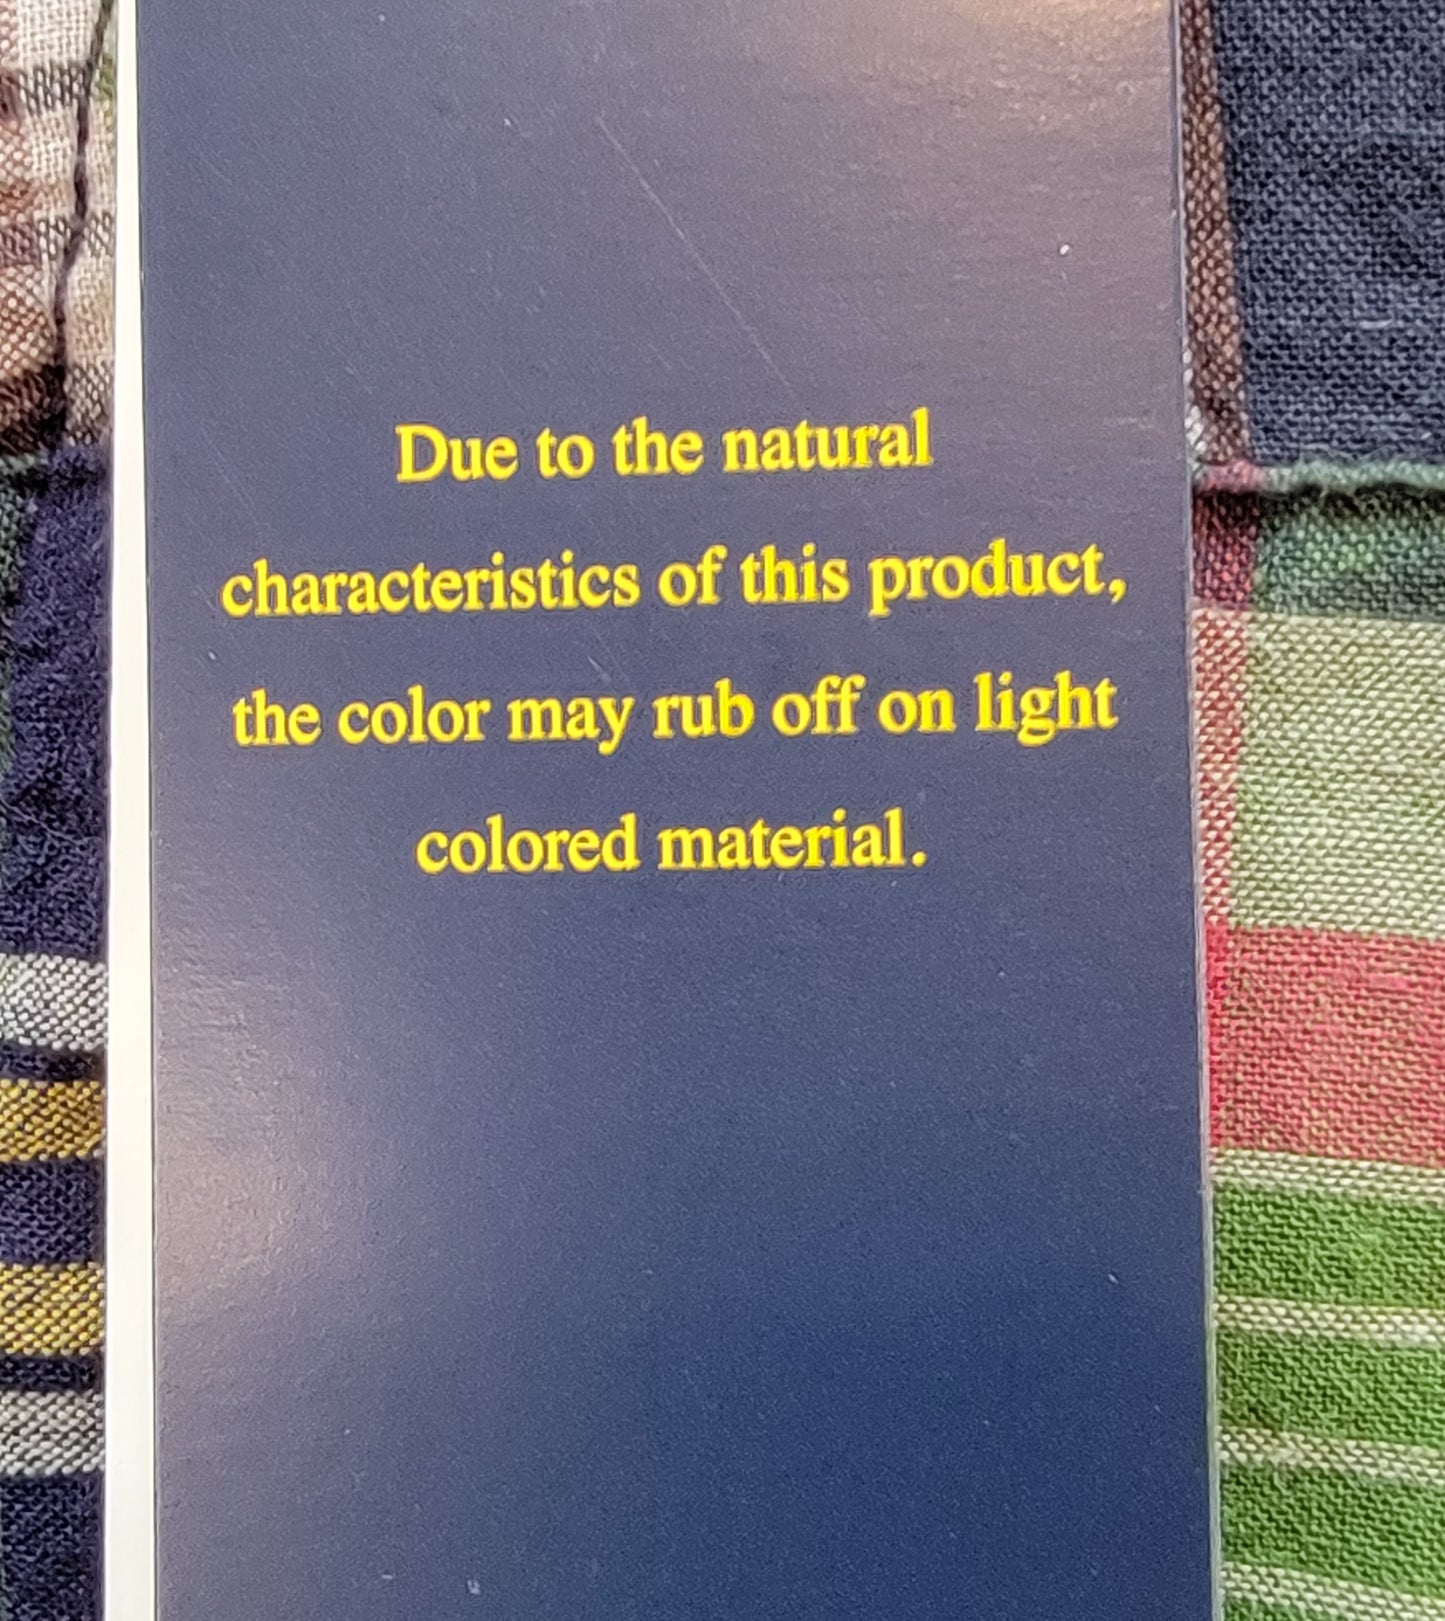 Due to the natural
characteristics of this product,
the color may rub off on light
colored material.